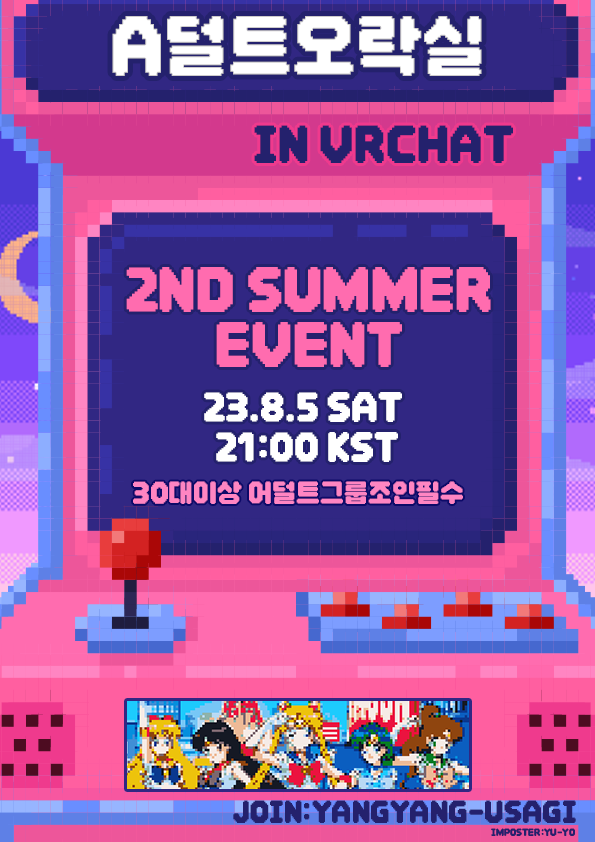 A덜트오락실
IN VRCHAT
2ND SUMMER
EVENT
23.8.5 SAT
21:00 KST
30대이상 어덜트그룹조인필수
JOIN:YANGYANG-USAGI
IMPOSTER:YU-YO